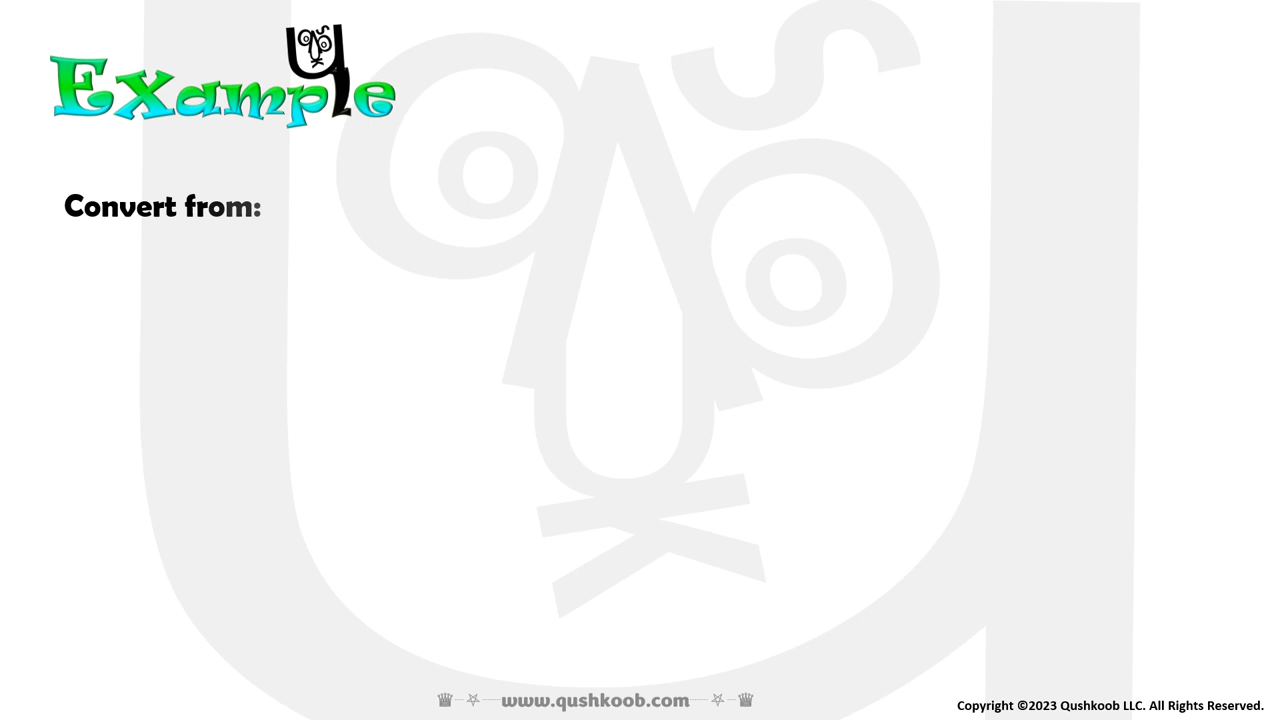 Example
Convert from:
♛─⛧─www.qushkoob.com─⛧─♛
Copyright ©2023 Qushkoob LLC. All Rights Reserved.